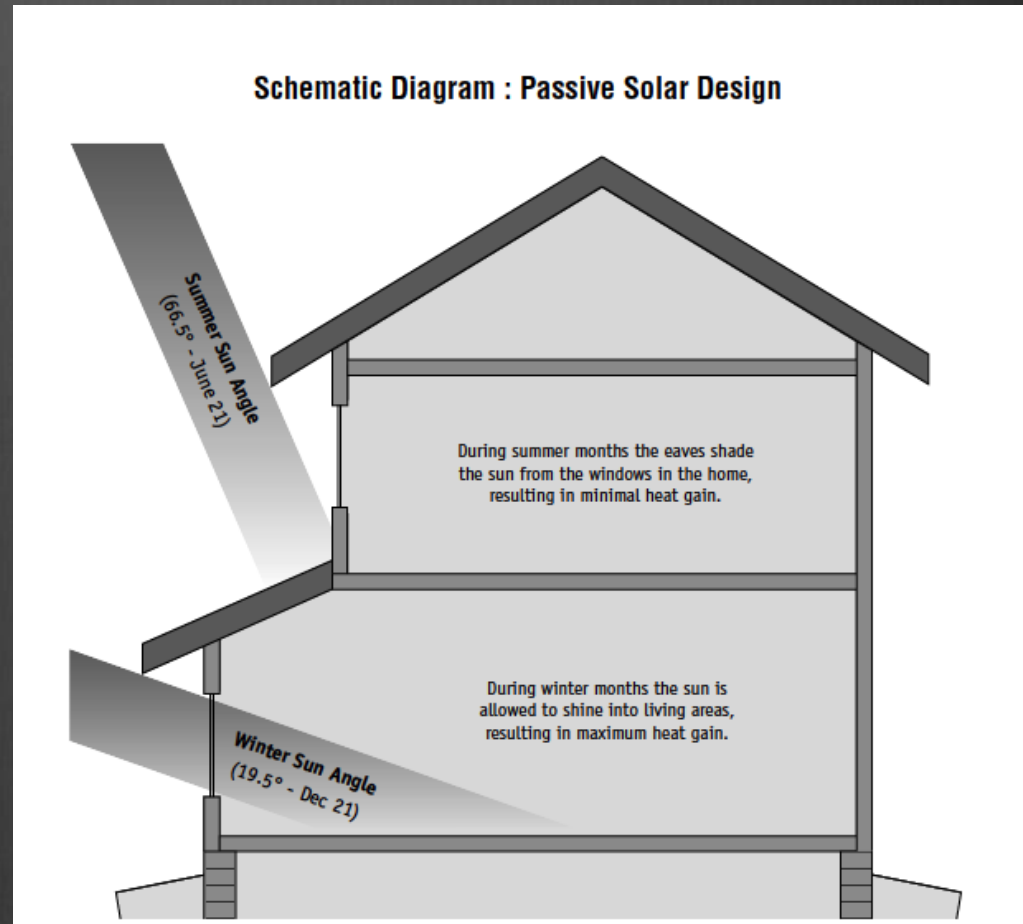 Schematic Diagram : Passive Solar Design
Summer Sun Angle
(66.5° - June 21)
During summer months the eaves shade
the sun from the windows in the home,
resulting in minimal heat gain.
During winter months the sun is
allowed to shine into living areas,
resulting in maximum heat gain.
Winter Sun Angle
(19.5° - Dec 21)